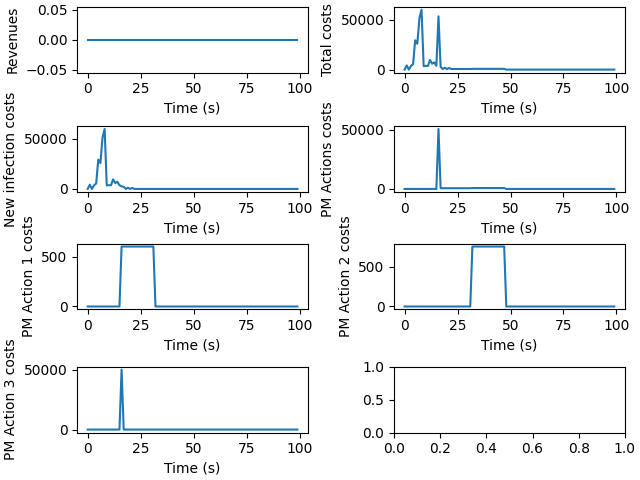 Revenues
0.05
0.00
−0.05
0 25 50 75 100
Time (s)
Total costs
50000
0
0 25 50 75 100
Time (s)
New infection costs
50000
0
0 25 50 75 100
Time (s)
PM Actions costs
50000
0
0 25 50 75 100
Time (s)
PM Action 1 costs
500
0
0 25 50 75 100
Time (s)
PM Action 2 costs
500
0
0 25 50 75 100
Time (s)
PM Action 3 costs
50000
0
0 25 50 75 100
Time (s)
1.0
0.5
0.0
0.0 0.2 0.4 0.6 0.8 1.0